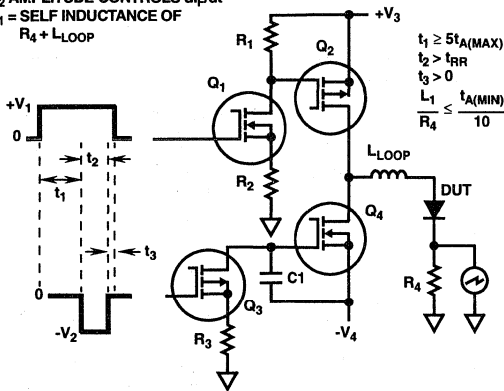 V2 AMPLITUDE CONTROLS dIF/dt
L1 = SELF INDUCTANCE OF
R4 + LLOOP
+V3
R1
Q2
t1 ≥ 5tA(MAX)
t2 > tRR
t3 > 0
L1/R4 ≤ tA(MIN)/10
Q1
+V1
0
t2
t1
R2
LLOOP
Q4
DUT
t3
0
C1
R4
Q3
-V2
R3
-V4